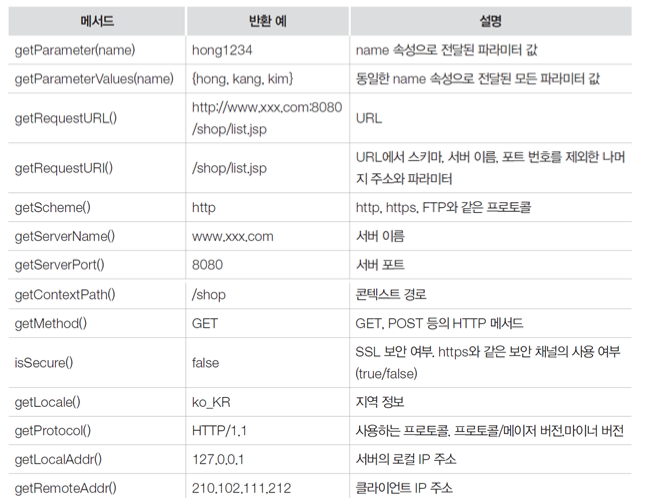 메서드 반환 예 설명
getParameter(name) hong1234 name 속성으로 전달된 파라미터 값
getParameterValues(name) {hong, kang, kim} 동일한 name 속성으로 전달된 모든 파라미터 값
getRequestURL() http://www.xxx.com:8080
/shop/list.jsp URL
getRequestURI() /shop/list.jsp URL에서 스키마, 서버 이름, 포트 번호를 제외한 나머
지 주소와 파라미터
getScheme() http http, https, FTP와 같은 프로토콜
getServerName() www.xxx.com 서버 이름
getServerPort() 8080 서버 포트
getContextPath() /shop 콘텍스트 경로
getMethod() GET GET, POST 등의 HTTP 메서드
isSecure() false SSL 보안 여부. https와 같은 보안 채널의 사용 여부
(true/false)
getLocale() ko_KR 지역 정보
getProtocol() HTTP/1.1 사용하는 프로토콜. 프로토콜/메이저 버전.마이너 버전
getLocalAddr() 127.0.0.1 서버의 로컬 IP 주소
getRemoteAddr() 210.102.111.212 클라이언트 IP 주소